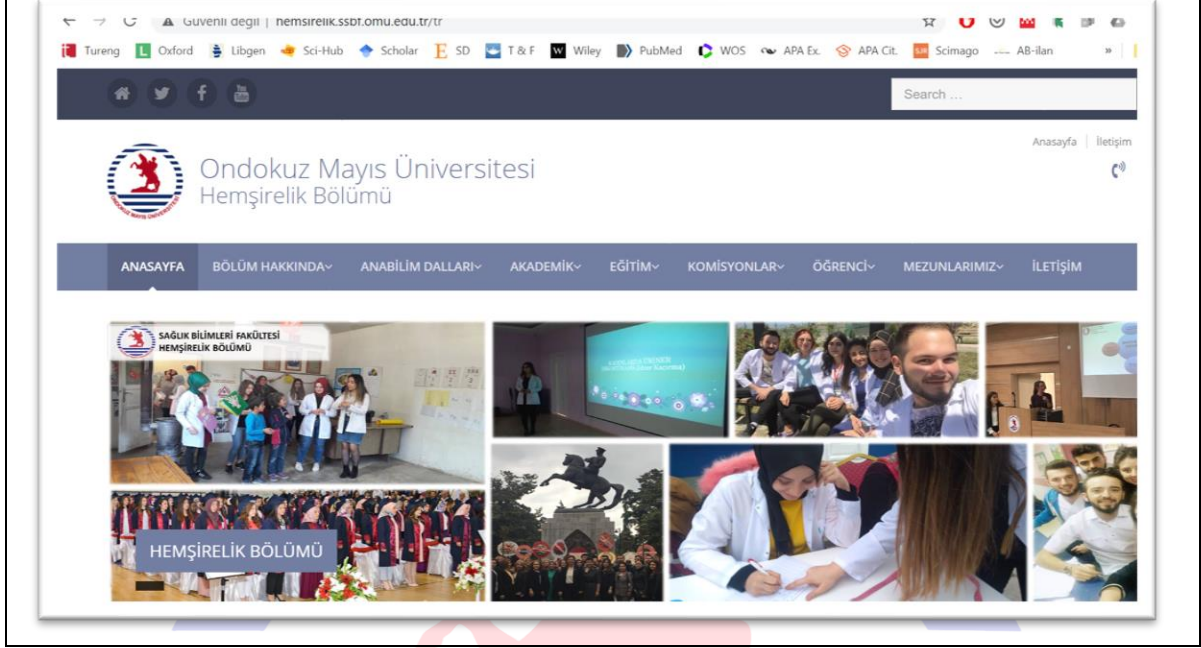 Güvenli değil | hemsirelik.ssbf.omu.edu.tr/tr
Tureng Oxford Libgen Sci-Hub Scholar SD T & F Wiley PubMed WOS APA Ex. APA Cit. Scimago AB-ilan »
Search ...
Anasayfa | İletişim
Ondokuz Mayıs Üniversitesi
Hemşirelik Bölümü
ANASAYFA BÖLÜM HAKKINDA ANABİLİM DALLARI AKADEMİK EĞİTİM KOMİSYONLAR ÖĞRENCİ MEZUNLARIMIZ İLETİŞİM
SAĞLIK BİLİMLERİ FAKÜLTESİ
HEMŞİRELİK BÖLÜMÜ
HEMŞİRELİK BÖLÜMÜ